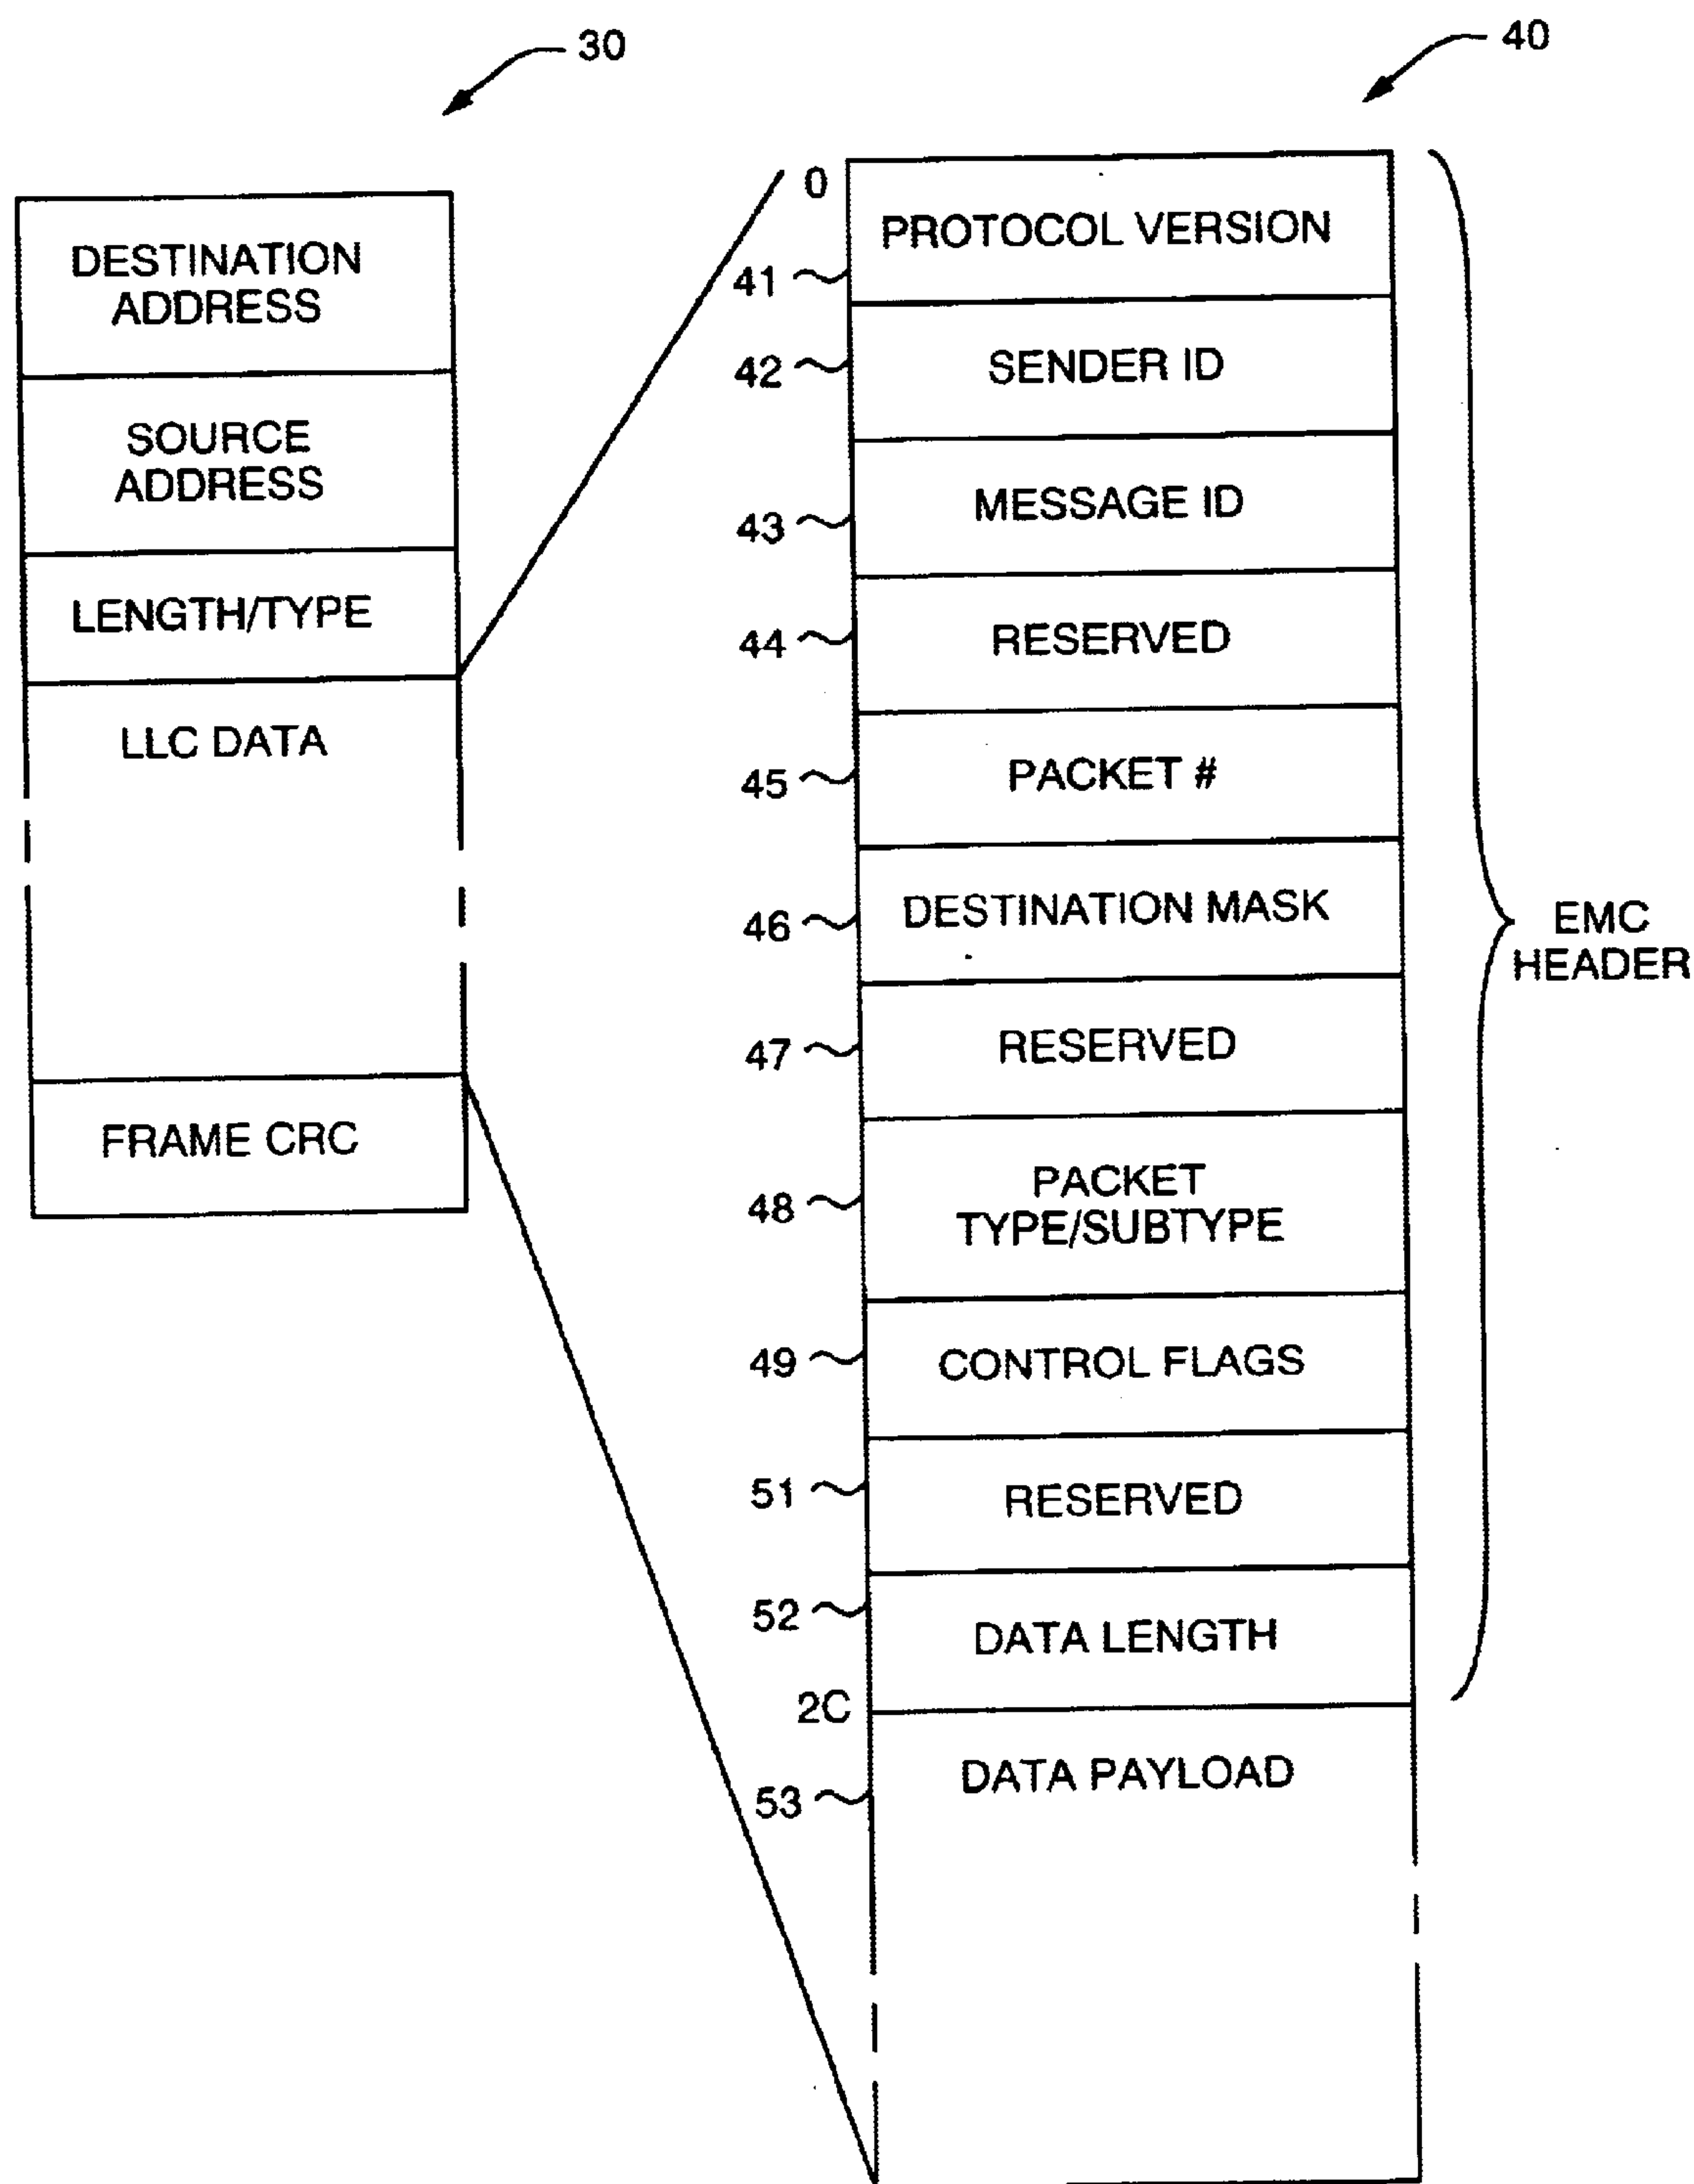 30
DESTINATION
ADDRESS
SOURCE
ADDRESS
LENGTH/TYPE
LLC DATA
FRAME CRC
40
0
PROTOCOL VERSION
41
42
SENDER ID
43
MESSAGE ID
44
RESERVED
45
PACKET #
46
DESTINATION MASK
47
RESERVED
48
PACKET
TYPE/SUBTYPE
49
CONTROL FLAGS
51
RESERVED
52
DATA LENGTH
2C
53
DATA PAYLOAD
EMC
HEADER